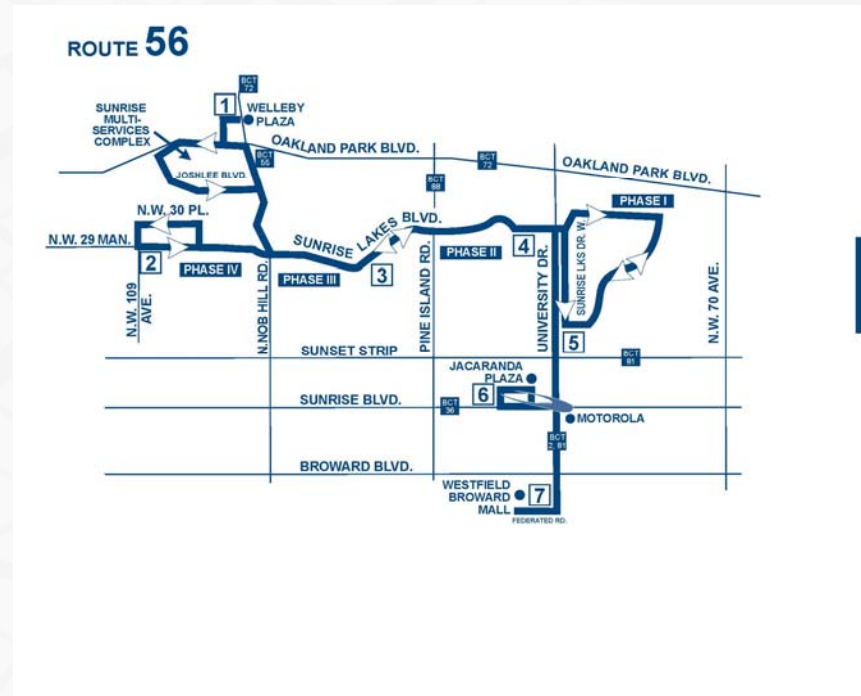 ROUTE 56
BCT
72
1
WELLEBY
PLAZA
SUNRISE
MULTI-
SERVICES
COMPLEX
OAKLAND PARK BLVD.
BCT
55
BCT
72
OAKLAND PARK BLVD.
JOSHLEE BLVD.
BCT
88
PHASE I
N.W. 30 PL.
SUNRISE LAKES BLVD.
N.W. 29 MAN.
2
PHASE IV
PHASE III
3
PHASE II
4
SUNRISE LKS DR. W.
N.W. 109
AVE.
N.NOB HILL RD.
PINE ISLAND RD.
UNIVERSITY DR.
N.W. 70 AVE.
5
SUNSET STRIP
BCT
81
JACARANDA
PLAZA
6
SUNRISE BLVD.
BCT
36
MOTOROLA
BCT
2, 81
BROWARD BLVD.
WESTFIELD
BROWARD
MALL
7
FEDERATED RD.